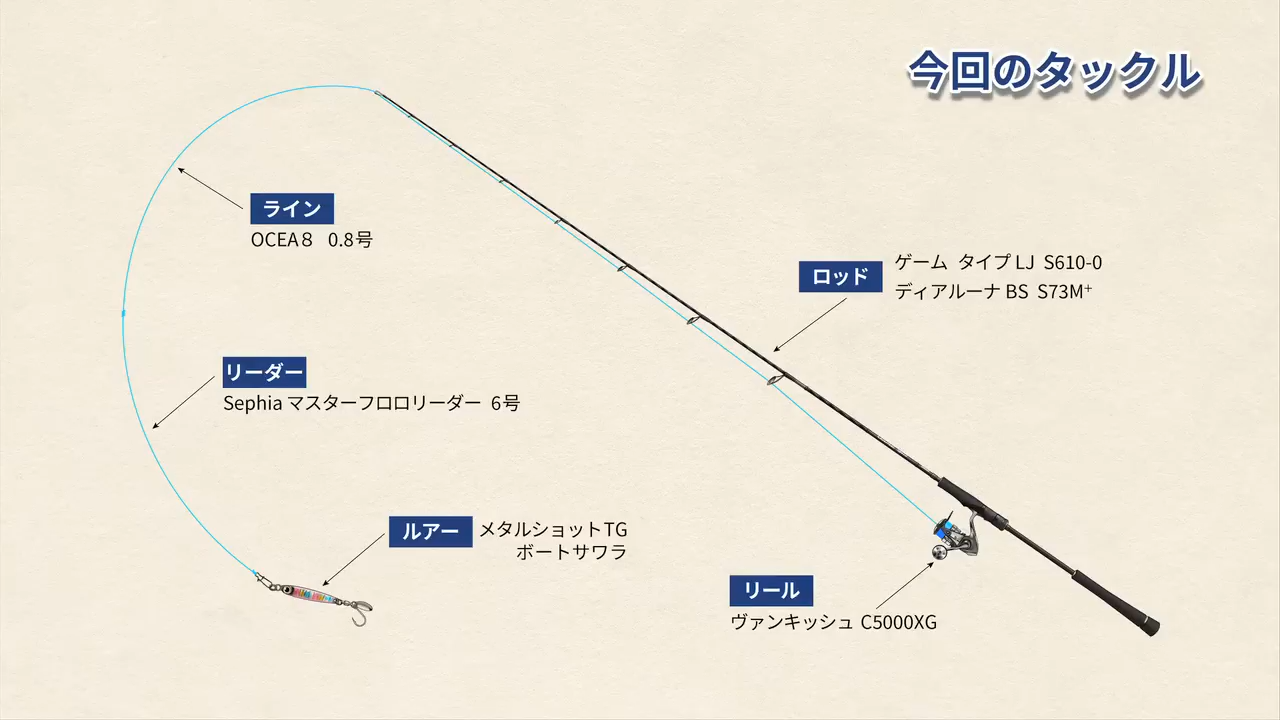 今回のタックル
ライン
OCEA8 0.8号
ロッド
ゲーム タイプ LJ S610-0
ディアルーナ BS S73M⁺
リーダー
Sephia マスターフロロリーダー 6号
ルアー
メタルショットTG
ボートサワラ
リール
ヴァンキッシュ C5000XG